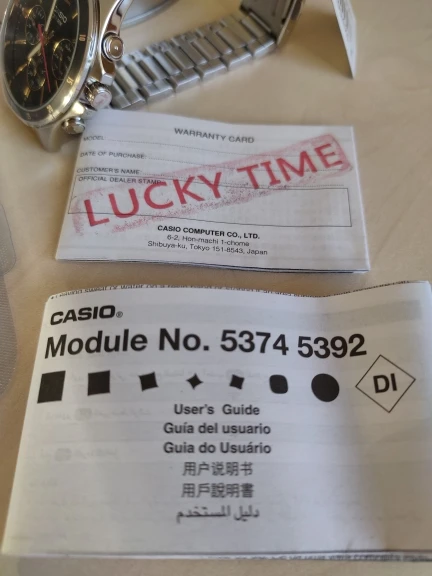 WARRANTY CARD
MODEL
DATE OF PURCHASE
CUSTOMER'S NAME
OFFICIAL DEALER STAMP
LUCKY TIME
CASIO COMPUTER CO., LTD.
6-2, Hon-machi 1-chome
Shibuya-ku, Tokyo 151-8543, Japan
CASIO®
Module No. 5374 5392
DI
User's Guide
Guía del usuario
Guia do Usuário
用户说明书
用戶說明書
دليل المستخدم